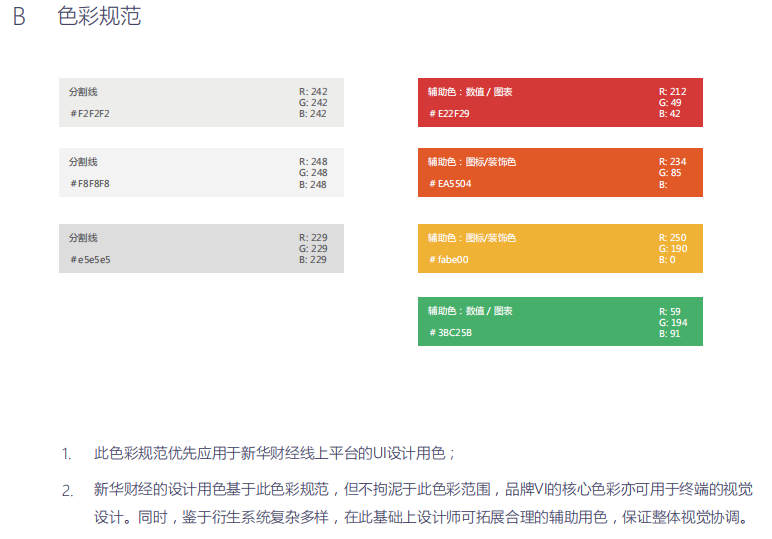 B 色彩规范
分割线
R: 242
G: 242
#F2F2F2
B: 242
分割线
R: 248
G: 248
#F8F8F8
B: 248
分割线
R: 229
G: 229
#e5e5e5
B: 229
辅助色：数值 / 图表
R: 212
G: 49
# E22F29
B: 42
辅助色：图标/装饰色
R: 234
G: 85
# EA5504
B:
辅助色：图标/装饰色
R: 250
G: 190
# fabe00
B: 0
辅助色：数值 / 图表
R: 59
G: 194
# 3BC25B
B: 91
1. 此色彩规范优先应用于新华财经线上平台的UI设计用色；
2. 新华财经的设计用色基于此色彩规范，但不拘泥于此色彩范围，品牌VI的核心色彩亦可用于终端的视觉
设计。同时，鉴于衍生系统复杂多样，在此基础上设计师可拓展合理的辅助用色，保证整体视觉协调。